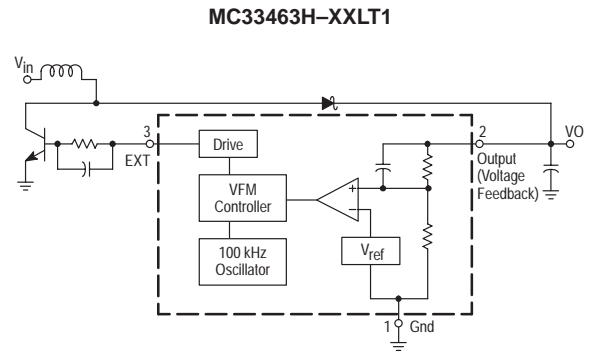 MC33463H–XXLT1
Vin
3
EXT
Drive
VFM
Controller
100 kHz
Oscillator
+
–
Vref
2
Output
(Voltage
Feedback)
VO
1
Gnd